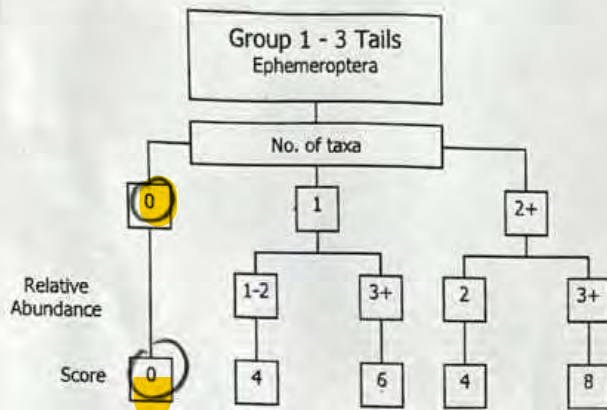 Group 1 - 3 Tails
Ephemeroptera
No. of taxa
0 1 2+
Relative
Abundance
1-2 3+ 2 3+
Score 0 4 6 4 8